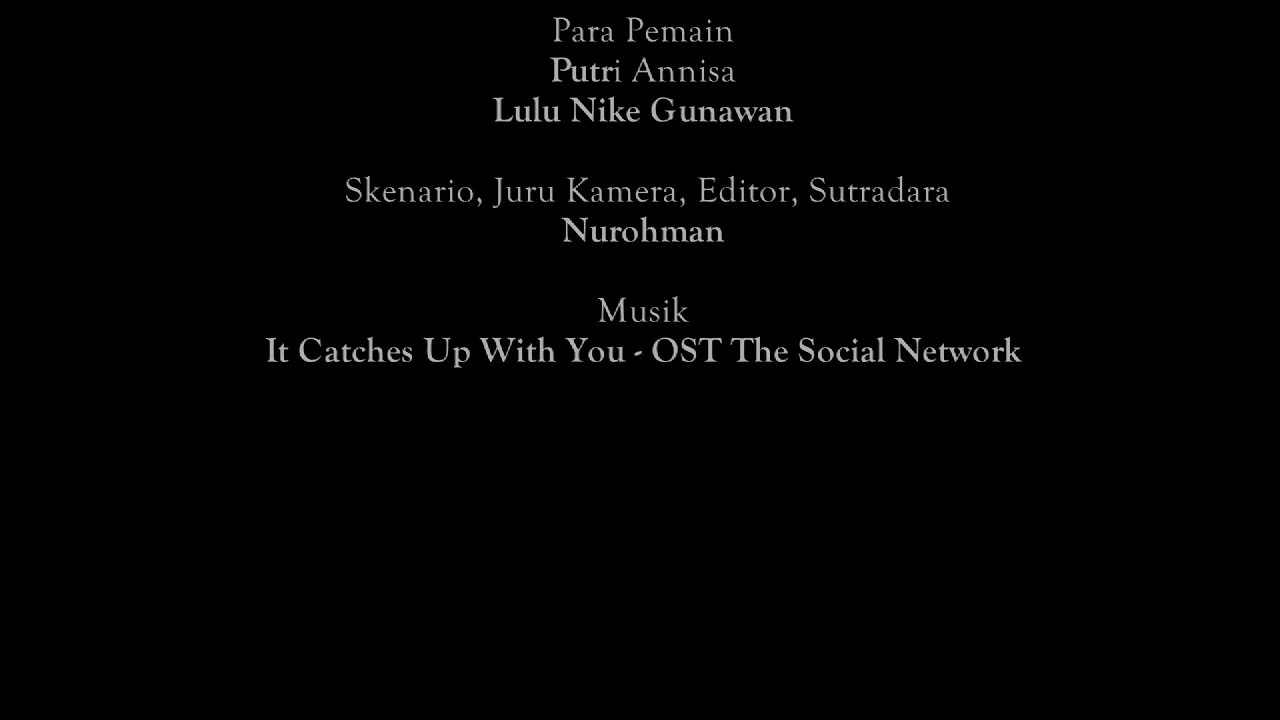 Para Pemain
Putri Annisa
Lulu Nike Gunawan
Skenario, Juru Kamera, Editor, Sutradara
Nurohman
Musik
It Catches Up With You - OST The Social Network